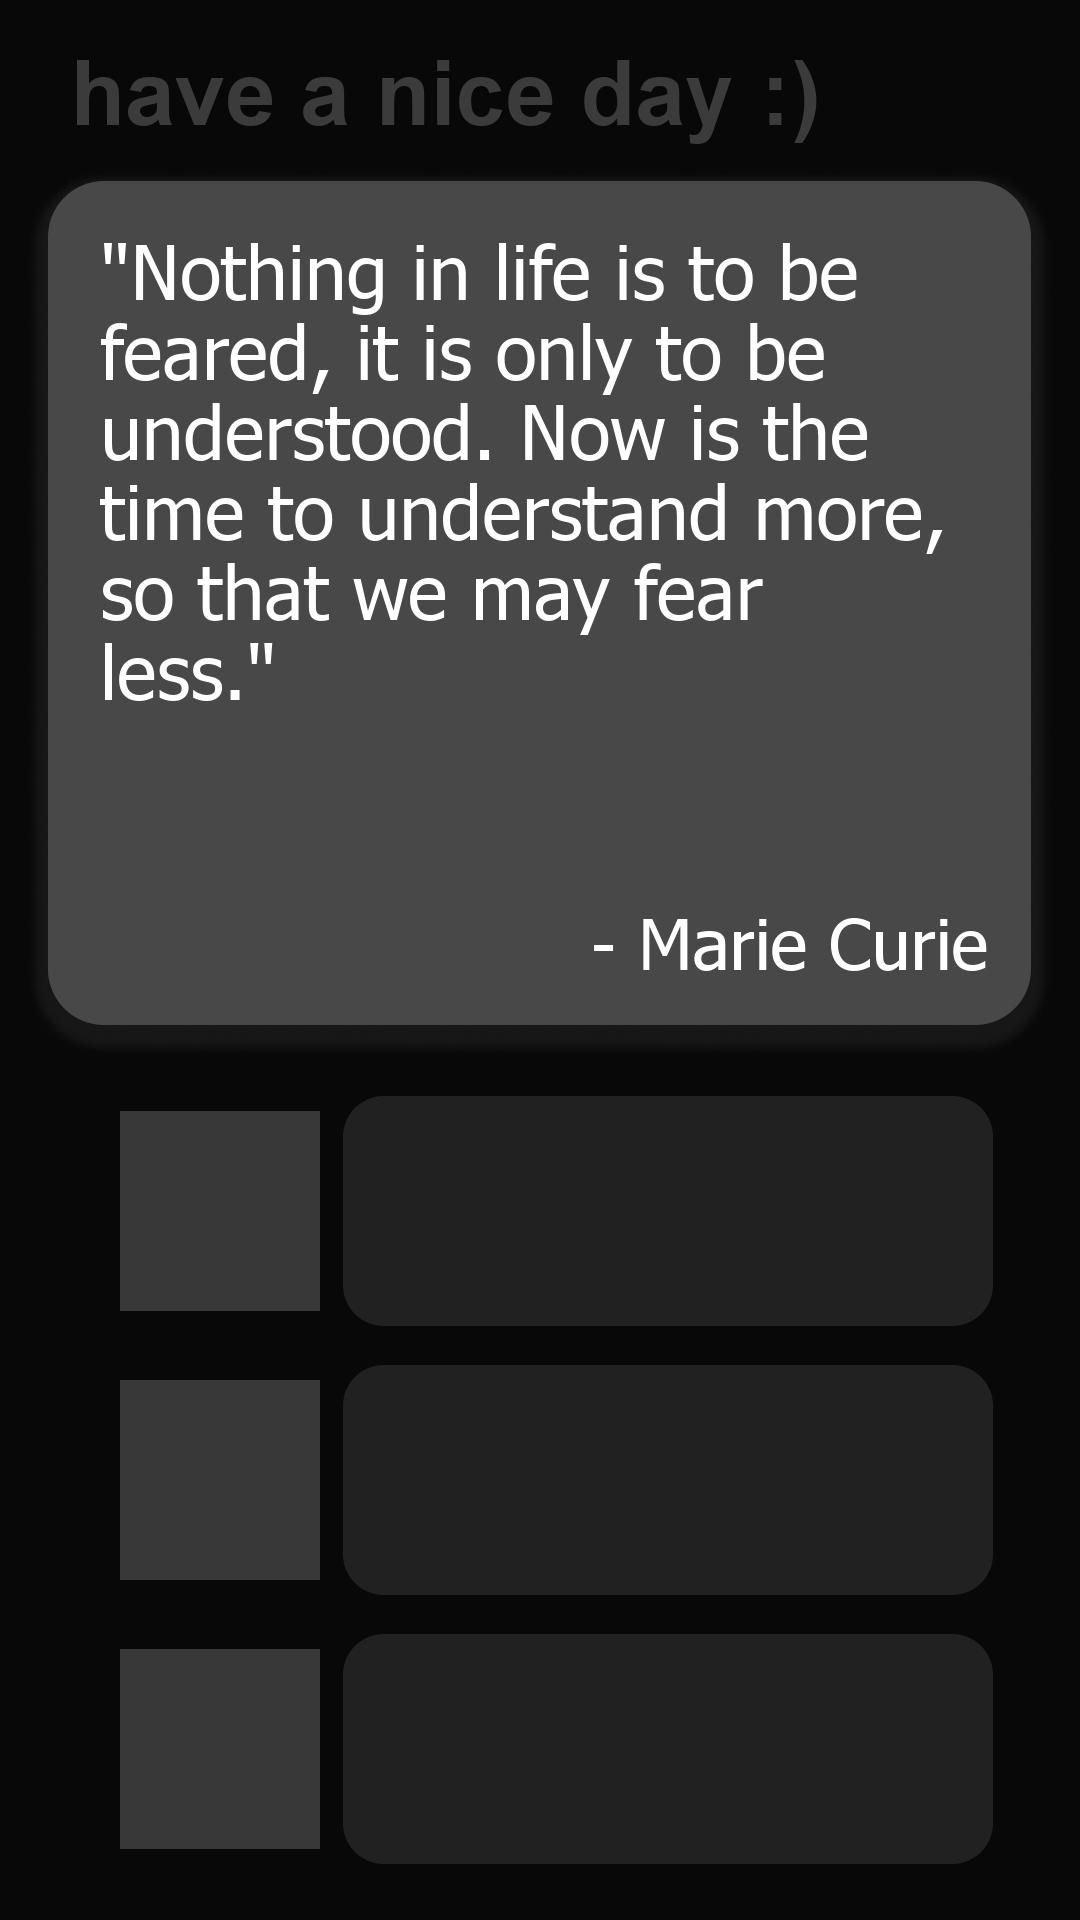 have a nice day :)
"Nothing in life is to be
feared, it is only to be
understood. Now is the
time to understand more,
so that we may fear
less."
- Marie Curie